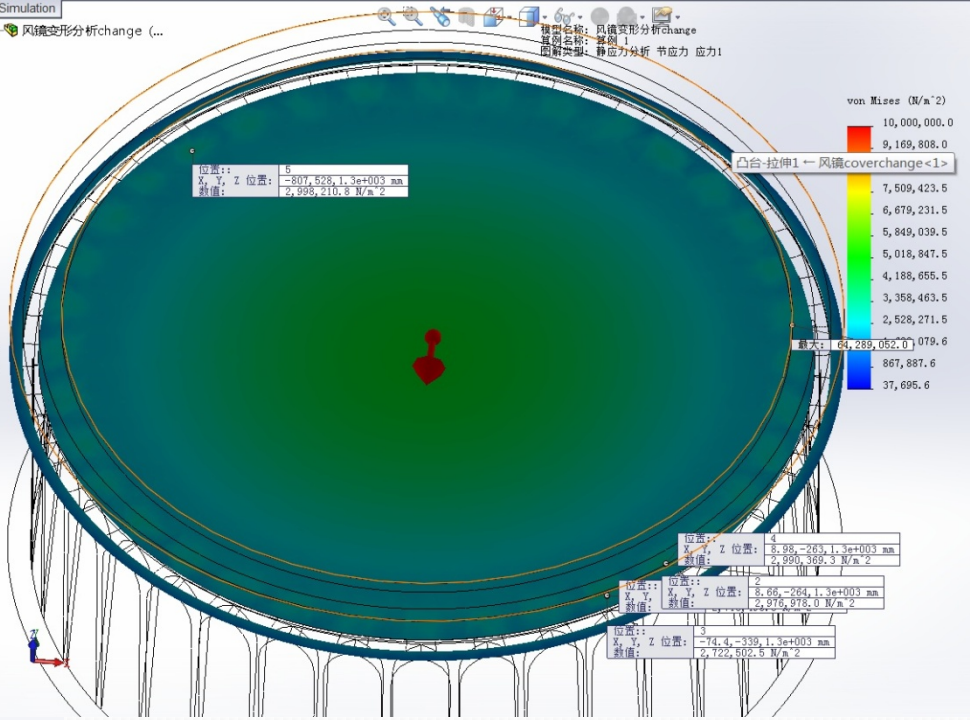 Simulation
风镜变形分析change (...
模型名称: 风镜变形分析change
算例名称: 算例 1
图解类型: 静应力分析 节应力 应力1
von Mises (N/m^2)
10,000,000.0
9,169,808.0
凸台-拉伸1 ← 风镜coverchange<1>
7,509,423.5
6,679,231.5
5,849,039.5
5,018,847.5
4,188,655.5
3,358,463.5
2,528,271.5
079.6
最大: 64,289,052.0
867,887.6
37,695.6
位置:: 5
X, Y, Z 位置: -807,528,1.3e+003 mm
数值: 2,998,210.8 N/m^2
位置:: 4
X, Y, Z 位置: 8.98,-263,1.3e+003 mm
数值: 2,990,369.3 N/m^2
位置::
X, Y,
数值:
位置:: 2
X, Y, Z 位置: 8.66,-264,1.3e+003 mm
数值: 2,976,978.0 N/m^2
位置:: 3
X, Y, Z 位置: -74.4,-339,1.3e+003 mm
数值: 2,722,502.5 N/m^2
Z
X